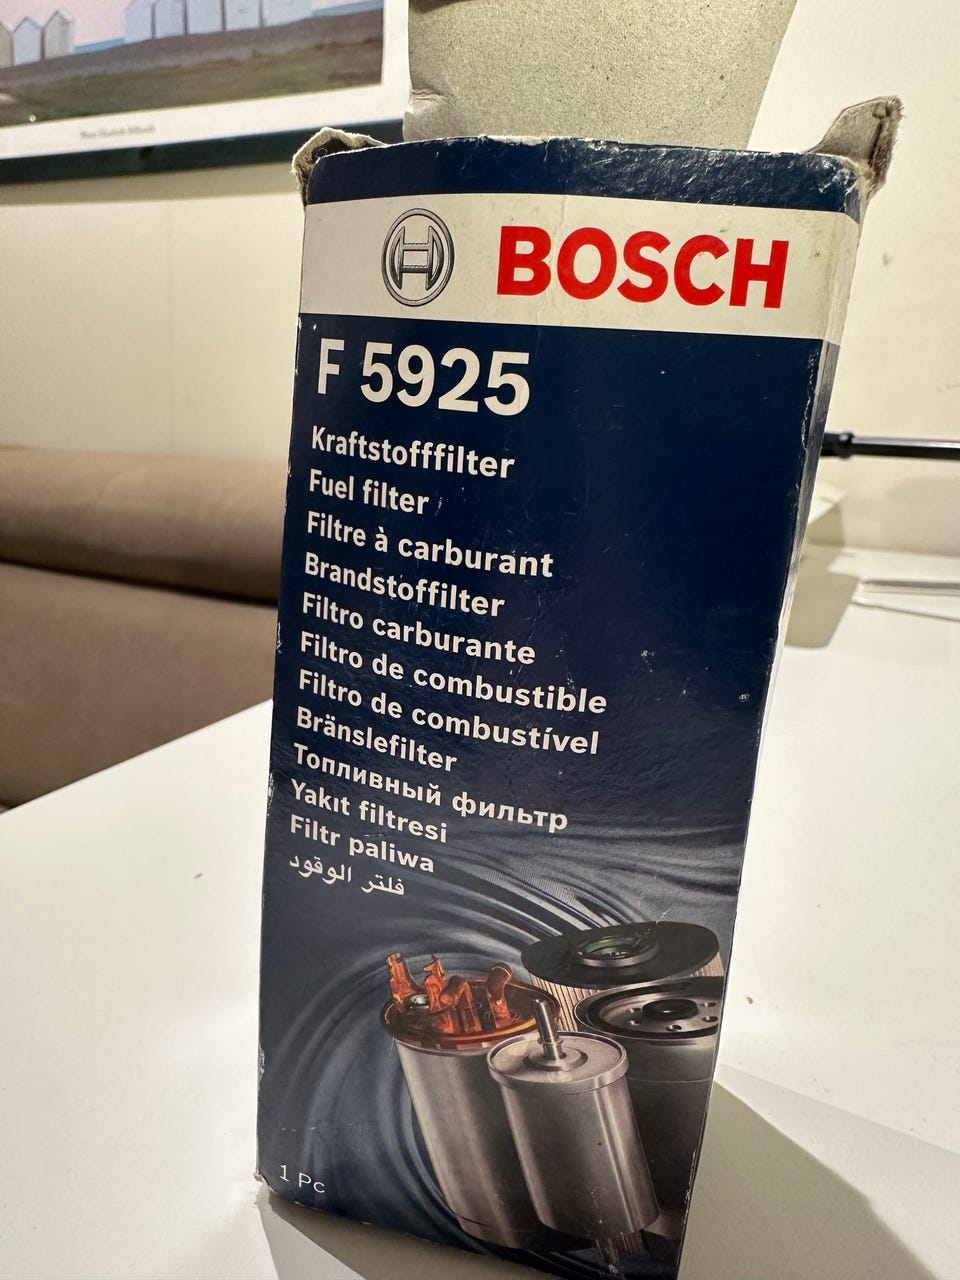 BOSCH
F 5925
Kraftstofffilter
Fuel filter
Filtre à carburant
Brandstoffilter
Filtro carburante
Filtro de combustible
Filtro de combustível
Bränslefilter
Топливный фильтр
Yakıt filtresi
Filtr paliwa
فلتر الوقود
1 Pc